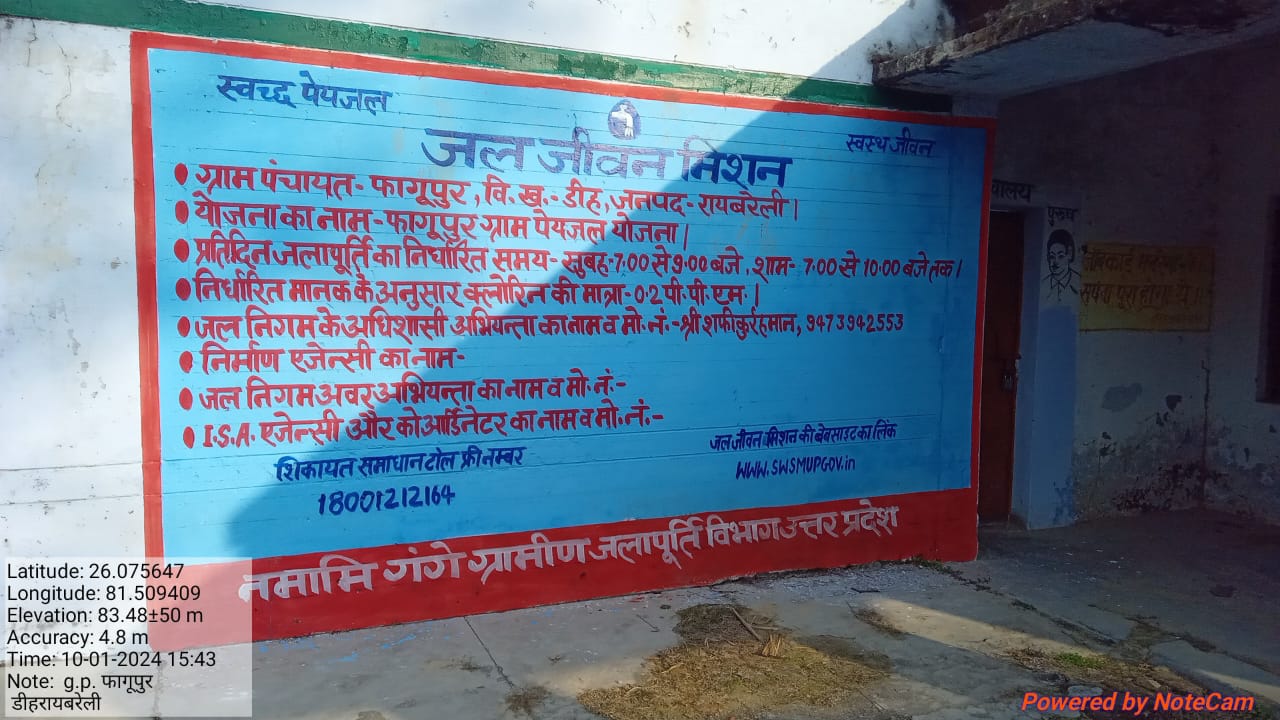 स्वच्छ पेयजल
स्वस्थ जीवन
जल जीवन मिशन
• ग्राम पंचायत- फागूपुर, वि.खु.- डीह, जनपद- रायबरेली।
• योजना का नाम- फागूपुर ग्राम पेयजल योजना।
• प्रतिदिन जलापूर्ति का निर्धारित समय- सुबह-7:00 से 9:00 बजे, शाम- 7:00 से 10:00 बजे तक।
• निर्धारित मानक के अनुसार क्लोरिन की मात्रा-0.2 पी.पी.एम.।
• जल निगम के अधिशासी अभियन्ता का नाम व मो.नं.-श्री शफीकुर्रहमान, 9473942553
• निर्माण एजेन्सी का नाम-
• जल निगम अवर अभियन्ता का नाम व मो.नं.-
• I.S.A. एजेन्सी और कोआर्डिनेटर का नाम व मो.नं.-
शिकायत समाधान टोल फ्री नम्बर
18001212164
जल जीवन मिशन की बेबसाइट का लिंक
WWW.SWSMUPGOV.in
नमामि गंगे ग्रामीण जलापूर्ति विभाग उत्तर प्रदेश
पुरूष
Latitude: 26.075647
Longitude: 81.509409
Elevation: 83.48±50 m
Accuracy: 4.8 m
Time: 10-01-2024 15:43
Note: g.p. फागूपुर
डीहरायबरेली
Powered by NoteCam